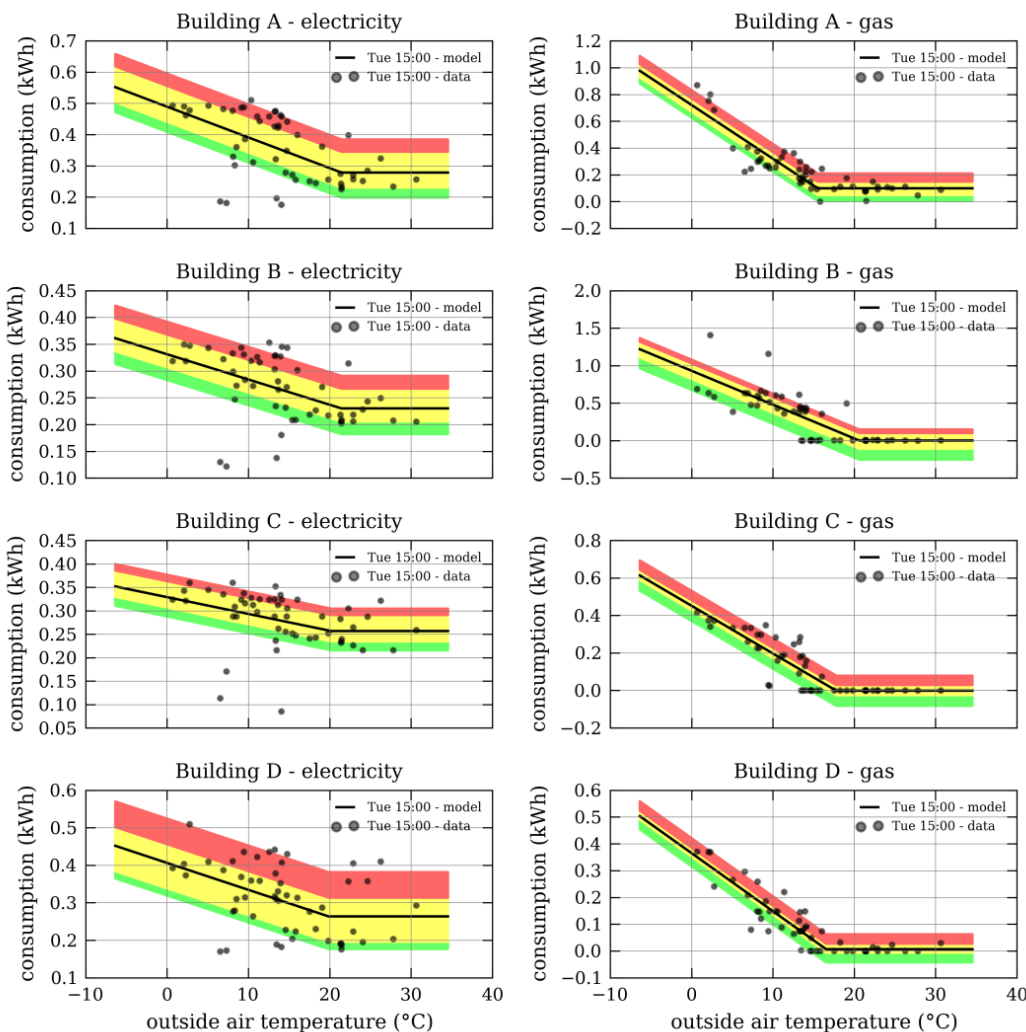 Building A - electricity
consumption (kWh)
0.7
0.6
0.5
0.4
0.3
0.2
0.1
Tue 15:00 - model
Tue 15:00 - data
Building A - gas
consumption (kWh)
1.2
1.0
0.8
0.6
0.4
0.2
0.0
−0.2
Tue 15:00 - model
Tue 15:00 - data
Building B - electricity
consumption (kWh)
0.45
0.40
0.35
0.30
0.25
0.20
0.15
0.10
Tue 15:00 - model
Tue 15:00 - data
Building B - gas
consumption (kWh)
2.0
1.5
1.0
0.5
0.0
−0.5
Tue 15:00 - model
Tue 15:00 - data
Building C - electricity
consumption (kWh)
0.45
0.40
0.35
0.30
0.25
0.20
0.15
0.10
0.05
Tue 15:00 - model
Tue 15:00 - data
Building C - gas
consumption (kWh)
0.8
0.6
0.4
0.2
0.0
−0.2
Tue 15:00 - model
Tue 15:00 - data
Building D - electricity
consumption (kWh)
0.6
0.5
0.4
0.3
0.2
0.1
Tue 15:00 - model
Tue 15:00 - data
−10 0 10 20 30 40
outside air temperature (°C)
Building D - gas
consumption (kWh)
0.6
0.5
0.4
0.3
0.2
0.1
0.0
−0.1
Tue 15:00 - model
Tue 15:00 - data
−10 0 10 20 30 40
outside air temperature (°C)